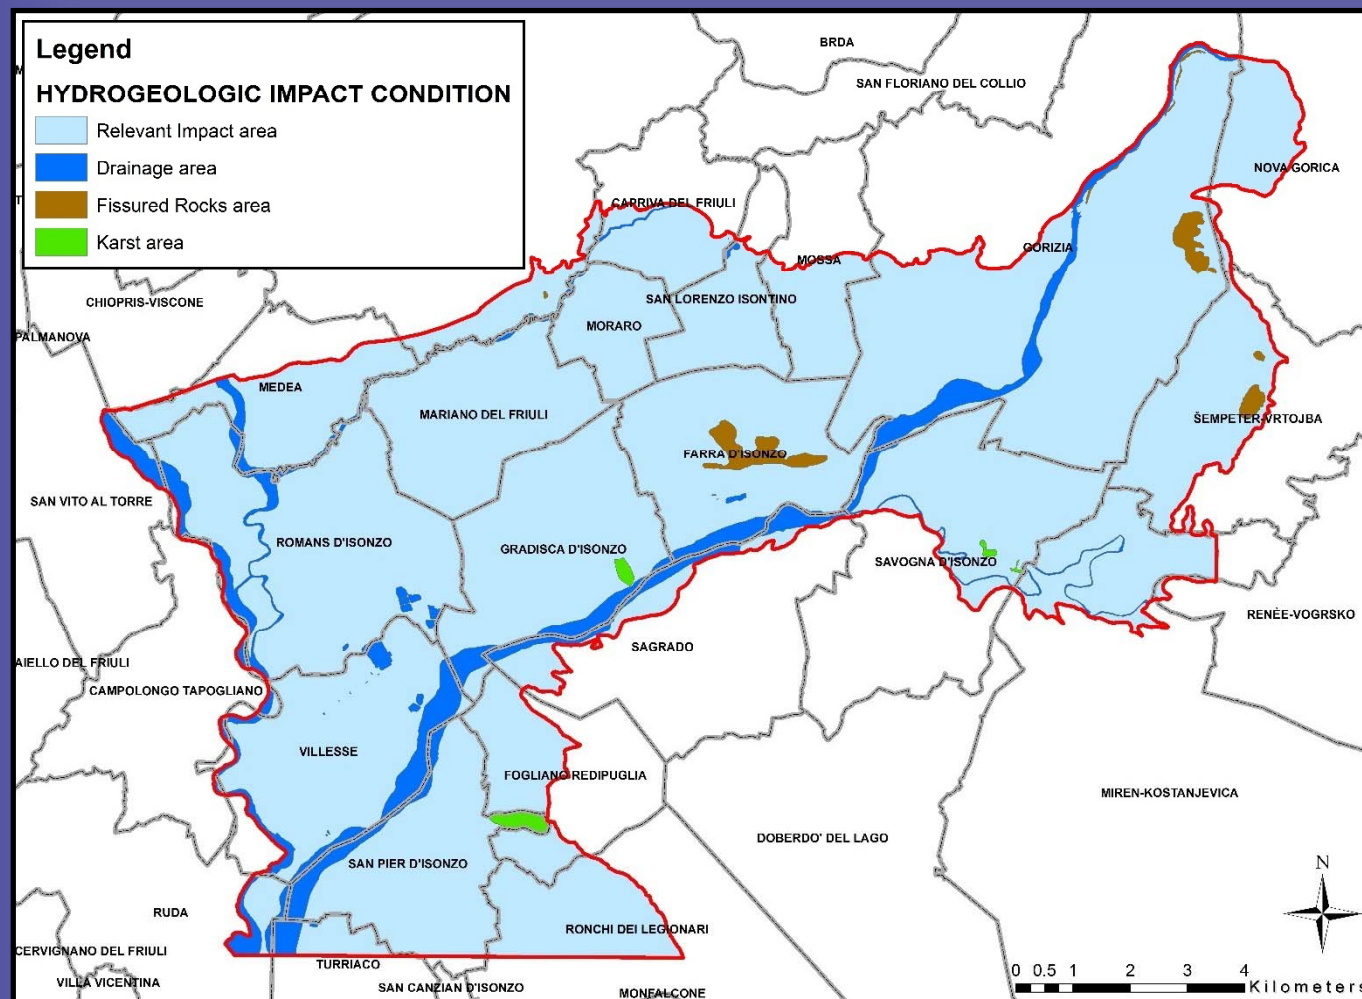 Legend
HYDROGEOLOGIC IMPACT CONDITION
Relevant Impact area
Drainage area
Fissured Rocks area
Karst area
BRDA
SAN FLORIANO DEL COLLIO
NOVA GORICA
CAPRIVA DEL FRIULI
GORIZIA
MOSSA
CHIOPRIS-VISCONE
SAN LORENZO ISONTINO
MORARO
PALMANOVA
MEDEA
MARIANO DEL FRIULI
ŠEMPETER-VRTOJBA
FARRA D'ISONZO
SAN VITO AL TORRE
ROMANS D'ISONZO
GRADISCA D'ISONZO
SAVOGNA D'ISONZO
RENĖE-VOGRSKO
SAGRADO
AIELLO DEL FRIULI
CAMPOLONGO TAPOGLIANO
VILLESSE
FOGLIANO REDIPUGLIA
MIREN-KOSTANJEVICA
DOBERDO' DEL LAGO
SAN PIER D'ISONZO
N
RUDA
RONCHI DEI LEGIONARI
CERVIGNANO DEL FRIULI
TURRIACO
VILLA VICENTINA
SAN CANZIAN D'ISONZO
MONFALCONE
0 0.5 1 2 3 4
Kilometers